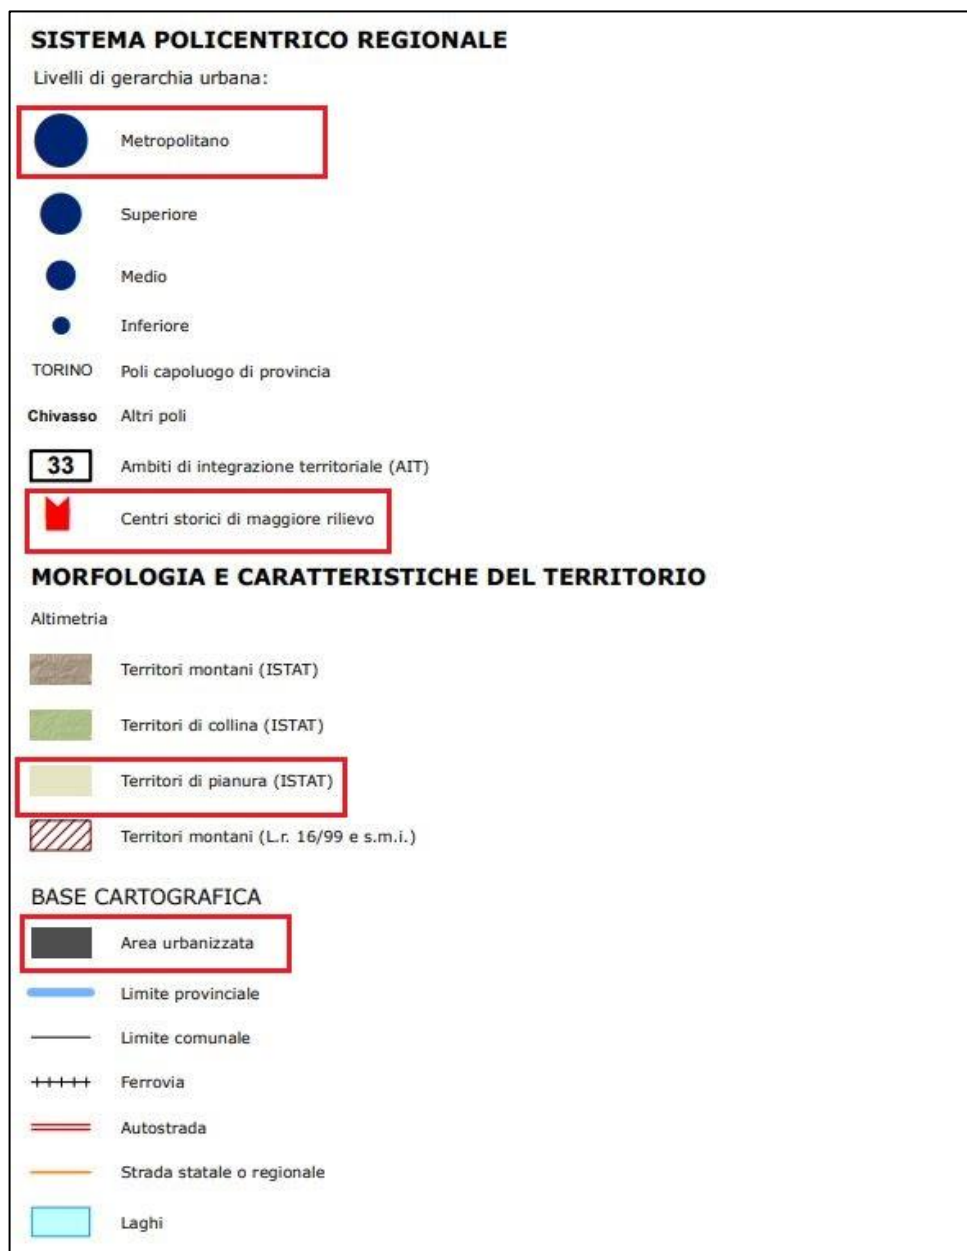 SISTEMA POLICENTRICO REGIONALE
Livelli di gerarchia urbana:
Metropolitano
Superiore
Medio
Inferiore
TORINO Poli capoluogo di provincia
Chivasso Altri poli
33 Ambiti di integrazione territoriale (AIT)
Centri storici di maggiore rilievo
MORFOLOGIA E CARATTERISTICHE DEL TERRITORIO
Altimetria
Territori montani (ISTAT)
Territori di collina (ISTAT)
Territori di pianura (ISTAT)
Territori montani (L.r. 16/99 e s.m.i.)
BASE CARTOGRAFICA
Area urbanizzata
Limite provinciale
Limite comunale
Ferrovia
Autostrada
Strada statale o regionale
Laghi